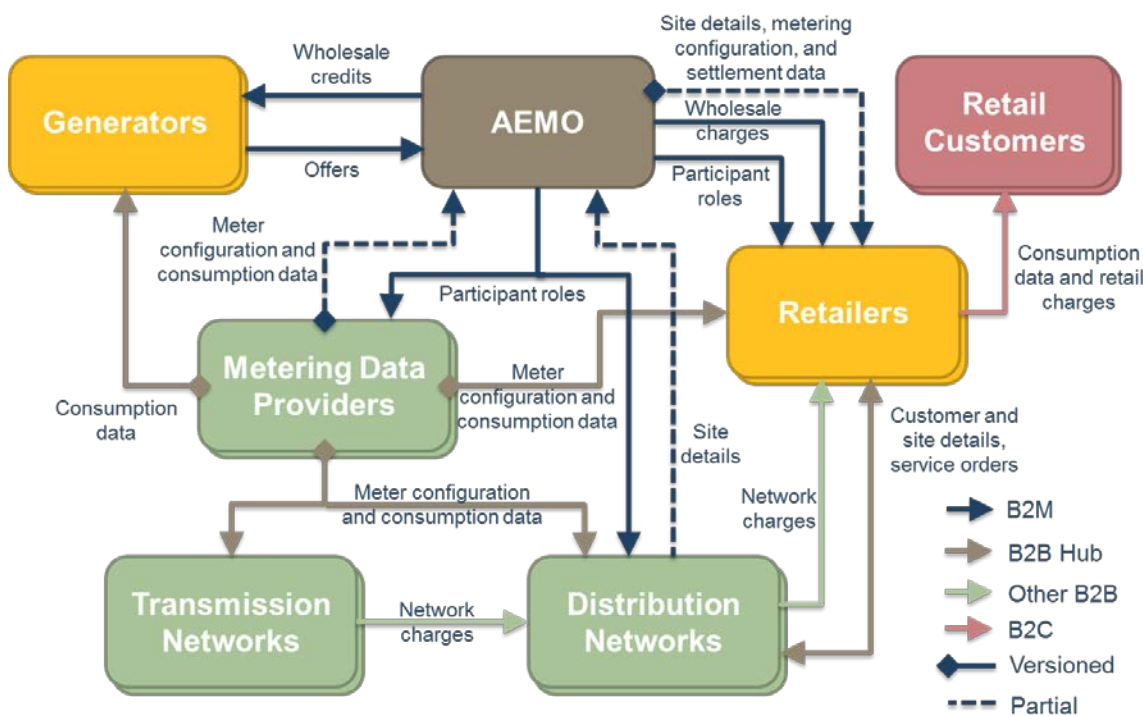 Wholesale
credits
Site details, metering
configuration, and
settlement data
Generators
AEMO
Retail
Customers
Wholesale
charges
Offers
Participant
roles
Meter
configuration and
consumption data
Participant roles
Consumption
data and retail
charges
Retailers
Metering Data
Providers
Meter
configuration and
consumption data
Consumption
data
Site
details
Customer and
site details,
service orders
Meter configuration
and consumption data
Network
charges
Transmission
Networks
Network
charges
Distribution
Networks
B2M
B2B Hub
Other B2B
B2C
Versioned
Partial